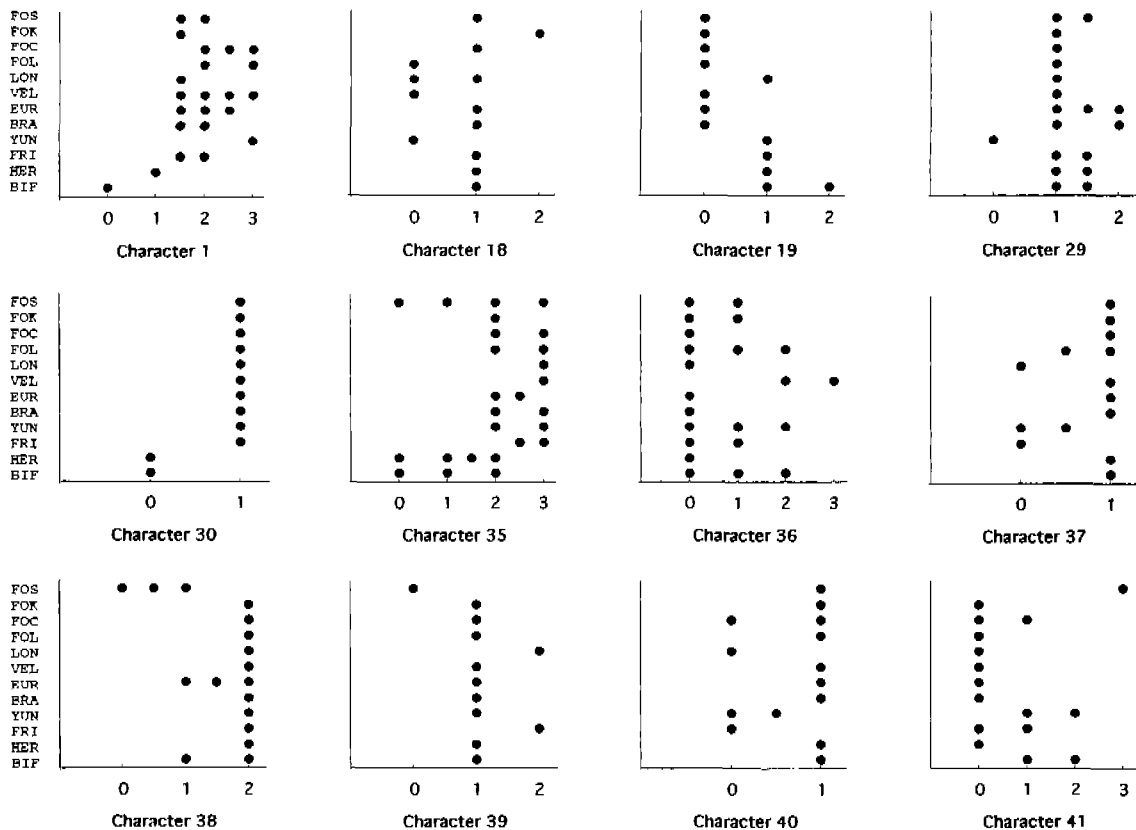 FOS
FOK
FOC
FOL
LON
VEL
EUR
BRA
YUN
FRI
HER
BIF
0 1 2 3
Character 1
0 1 2
Character 18
0 1 2
Character 19
0 1 2
Character 29
FOS
FOK
FOC
FOL
LON
VEL
EUR
BRA
YUN
FRI
HER
BIF
0 1
Character 30
0 1 2 3
Character 35
0 1 2 3
Character 36
0 1
Character 37
FOS
FOK
FOC
FOL
LON
VEL
EUR
BRA
YUN
FRI
HER
BIF
0 1 2
Character 38
0 1 2
Character 39
0 1
Character 40
0 1 2 3
Character 41